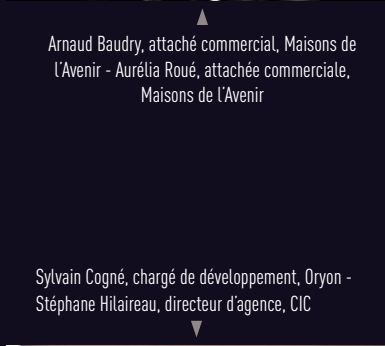 Arnaud Baudry, attaché commercial, Maisons de
l'Avenir - Aurélia Roué, attachée commerciale,
Maisons de l'Avenir
Sylvain Cogné, chargé de développement, Oryon -
Stéphane Hilaireau, directeur d'agence, CIC